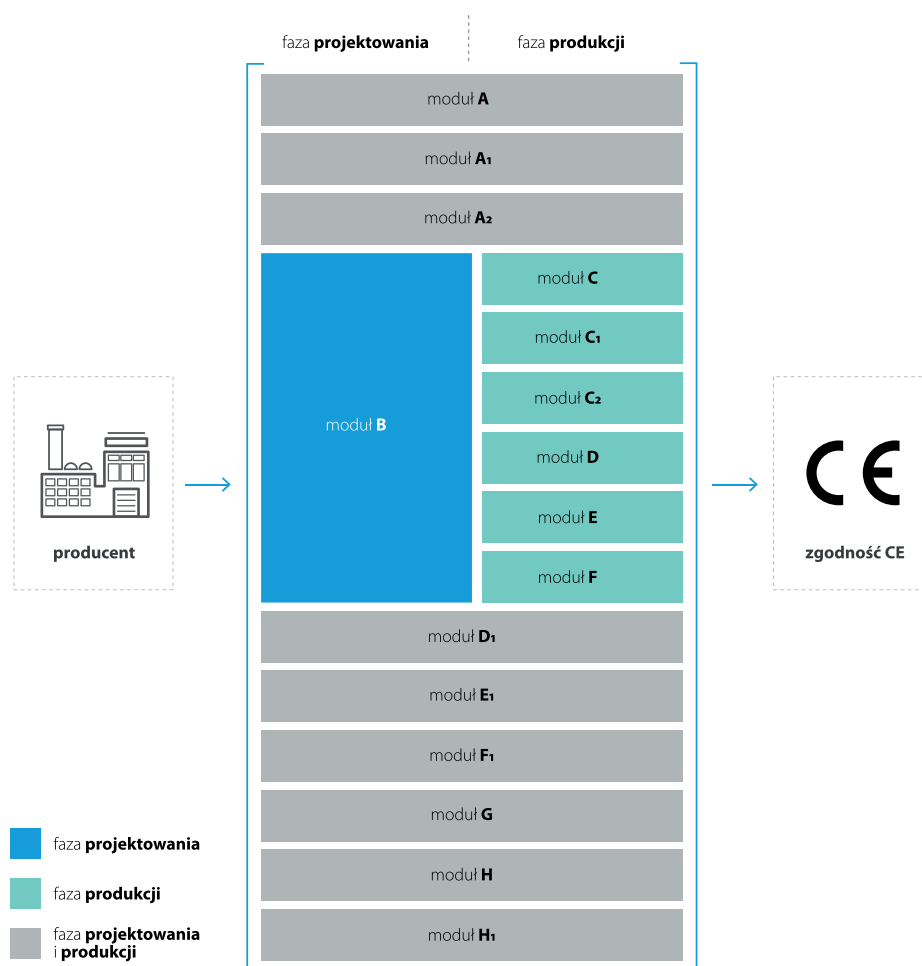 faza projektowania
faza produkcji
moduł A
moduł A1
moduł A2
moduł B
moduł C
moduł C1
moduł C2
moduł D
moduł E
moduł F
moduł D1
moduł E1
moduł F1
moduł G
moduł H
moduł H1
producent
CE
zgodność CE
faza projektowania
faza produkcji
faza projektowania
i produkcji